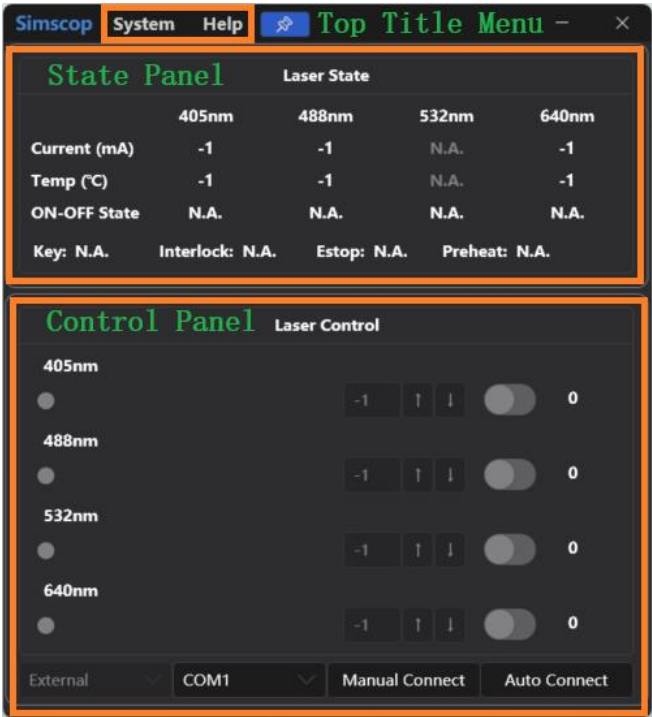 Simscop System Help Top Title Menu
State Panel Laser State
405nm 488nm 532nm 640nm
Current (mA) -1 -1 N.A. -1
Temp (℃) -1 -1 N.A. -1
ON-OFF State N.A. N.A. N.A. N.A.
Key: N.A. Interlock: N.A. Estop: N.A. Preheat: N.A.
Control Panel Laser Control
405nm
-1 ↑ ↓ 0
488nm
-1 ↑ ↓ 0
532nm
-1 ↑ ↓ 0
640nm
-1 ↑ ↓ 0
External COM1 Manual Connect Auto Connect